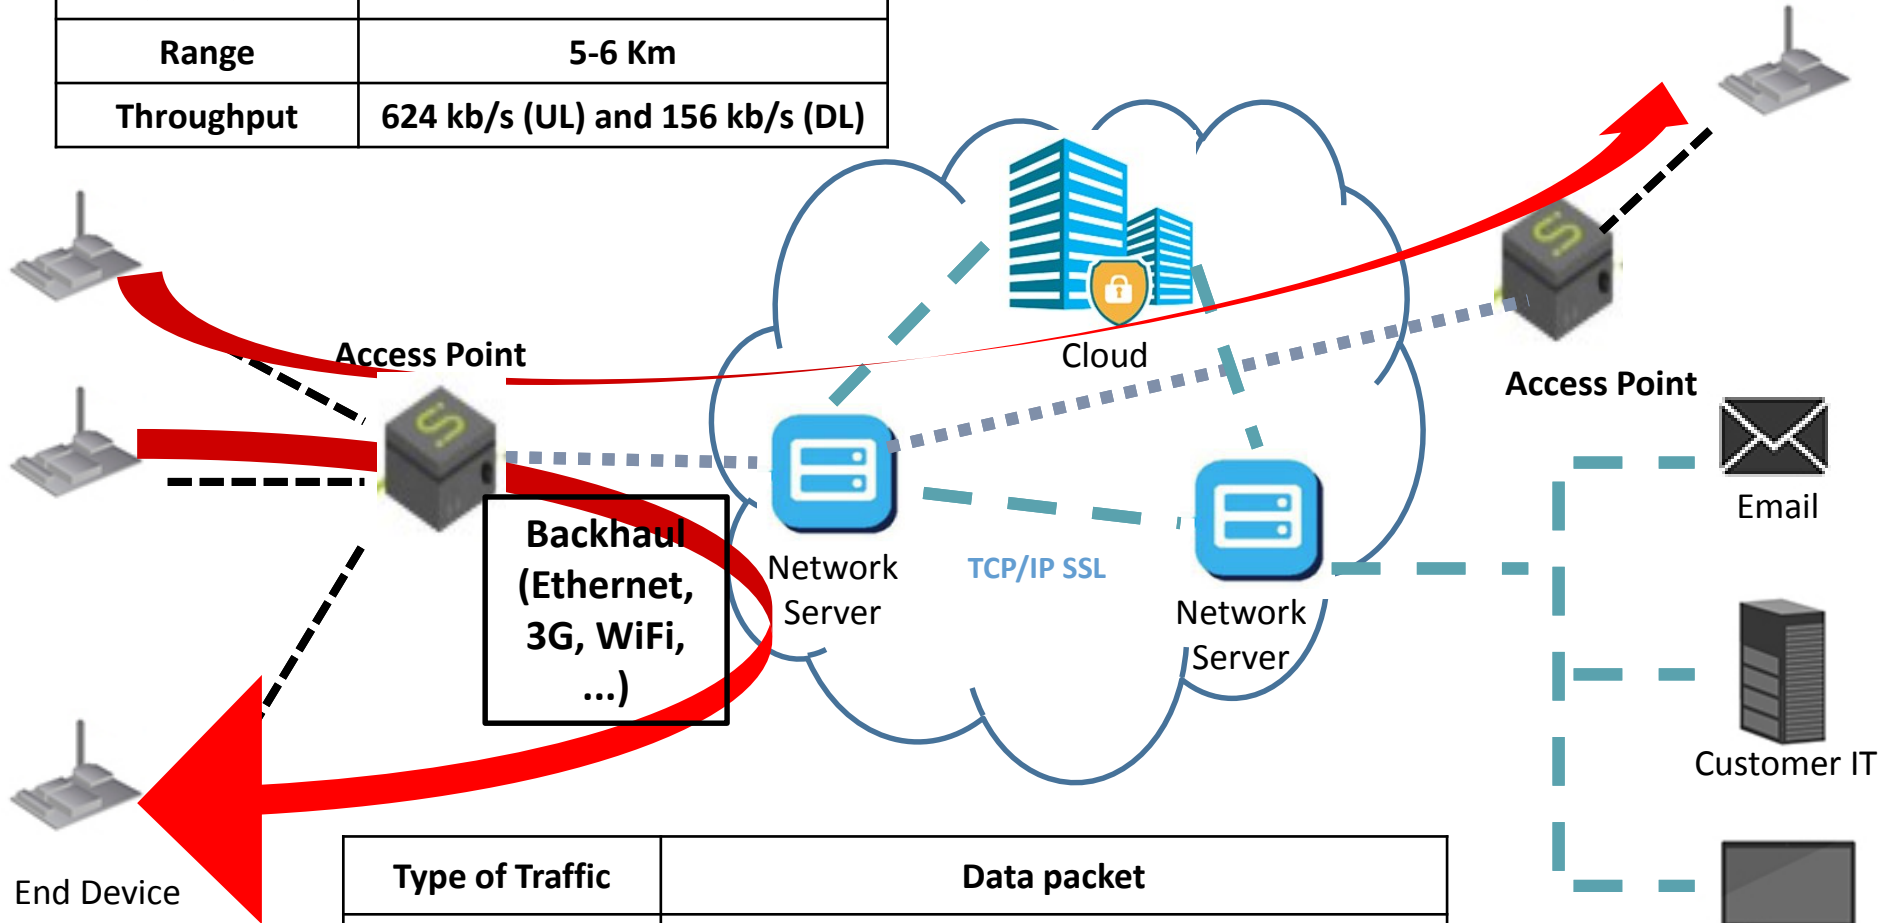 Range 5-6 Km
Throughput 624 kb/s (UL) and 156 kb/s (DL)
Access Point
Cloud
Access Point
Backhaul
(Ethernet,
3G, WiFi,
...)
Network
Server
TCP/IP SSL
Network
Server
Email
Customer IT
End Device
Type of Traffic Data packet